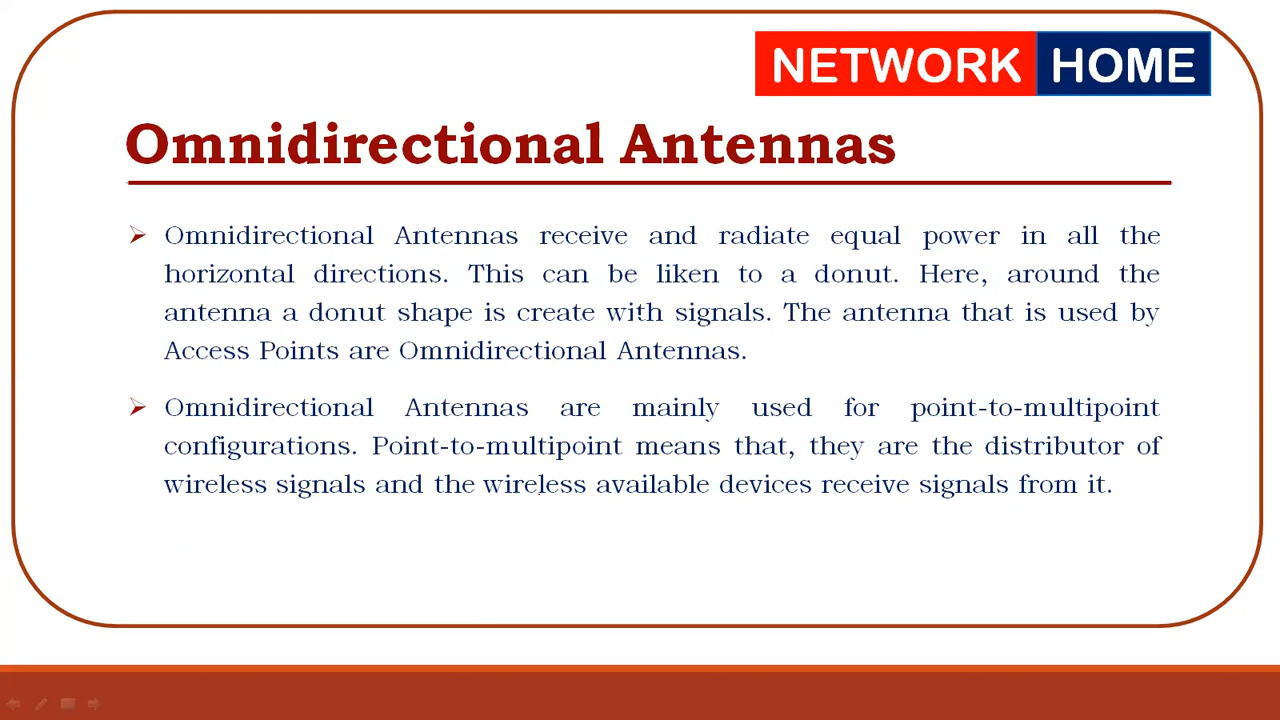 NETWORK HOME
Omnidirectional Antennas
Omnidirectional Antennas receive and radiate equal power in all the
horizontal directions. This can be liken to a donut. Here, around the
antenna a donut shape is create with signals. The antenna that is used by
Access Points are Omnidirectional Antennas.
Omnidirectional Antennas are mainly used for point-to-multipoint
configurations. Point-to-multipoint means that, they are the distributor of
wireless signals and the wireless available devices receive signals from it.